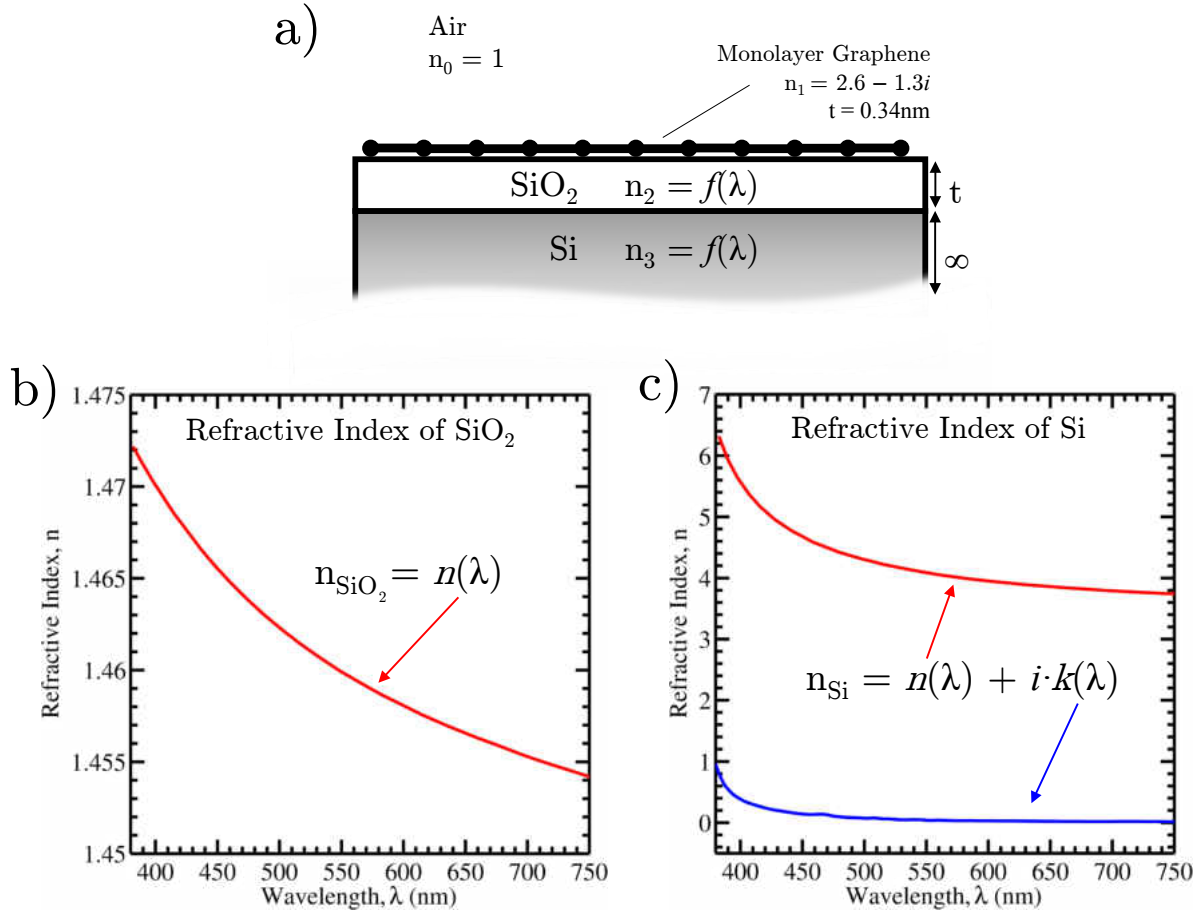 a)
Air
n₀ = 1
Monolayer Graphene
n₁ = 2.6 − 1.3i
t = 0.34nm
SiO₂ n₂ = f(λ)
t
Si n₃ = f(λ)
∞
b)
Refractive Index of SiO₂
n_SiO₂ = n(λ)
Refractive Index, n
1.475
1.47
1.465
1.46
1.455
1.45
400 450 500 550 600 650 700 750
Wavelength, λ (nm)
c)
Refractive Index of Si
n_Si = n(λ) + i·k(λ)
Refractive Index, n
7
6
5
4
3
2
1
0
400 450 500 550 600 650 700 750
Wavelength, λ (nm)